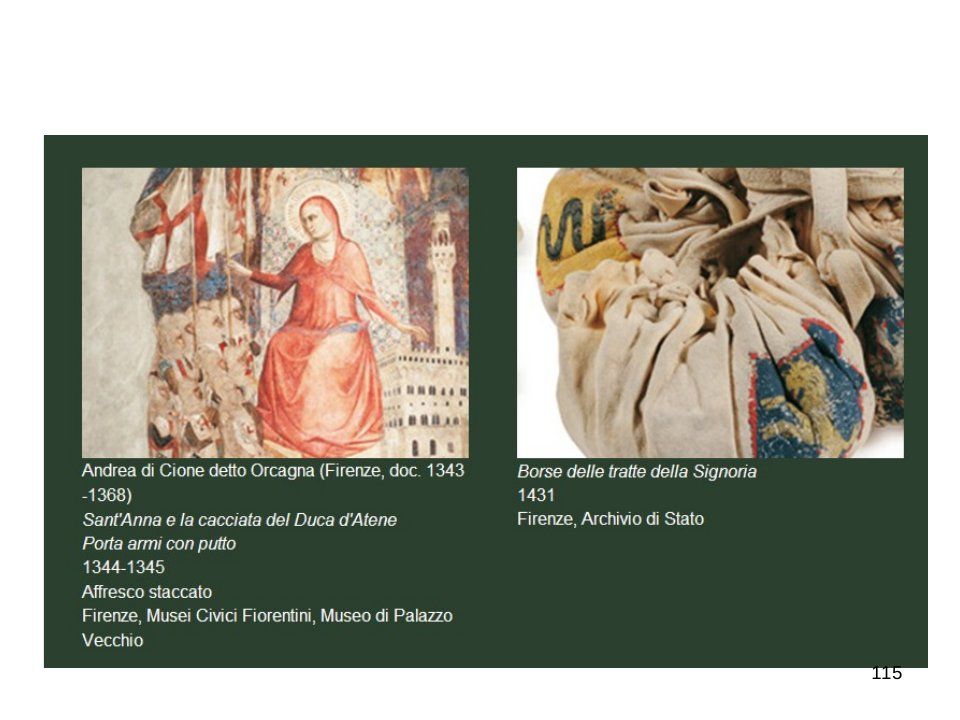 Andrea di Cione detto Orcagna (Firenze, doc. 1343
-1368)
Sant'Anna e la cacciata del Duca d'Atene
Porta armi con putto
1344-1345
Affresco staccato
Firenze, Musei Civici Fiorentini, Museo di Palazzo
Vecchio
Borse delle tratte della Signoria
1431
Firenze, Archivio di Stato
115